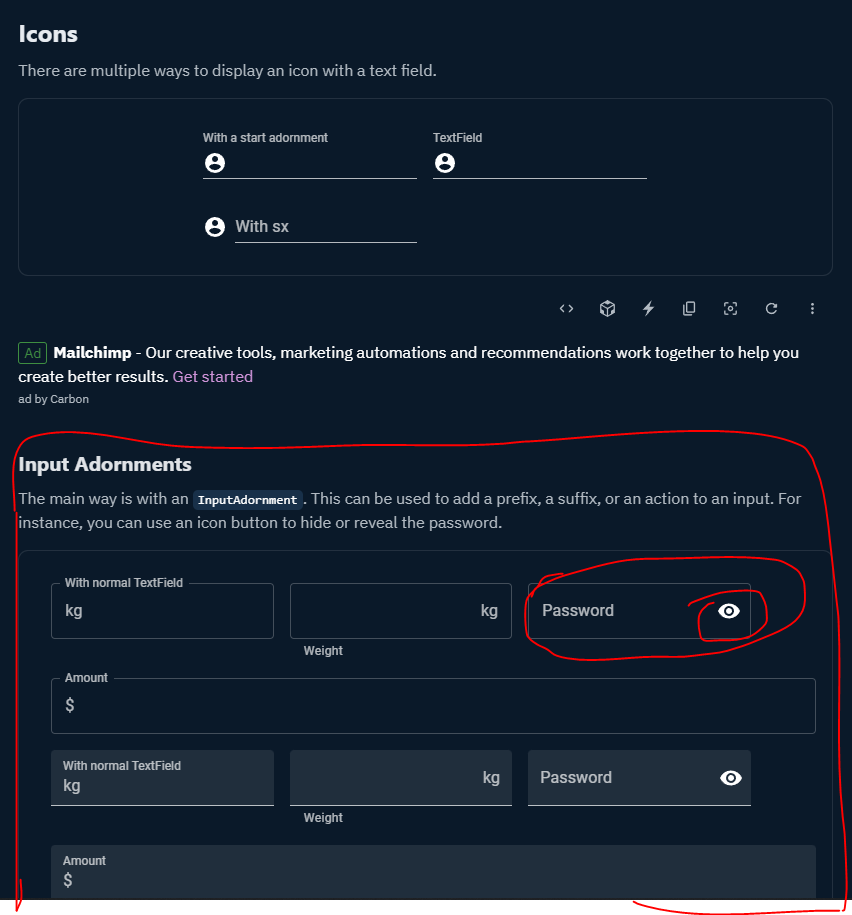 Icons
There are multiple ways to display an icon with a text field.
With a start adornment
TextField
With sx
Ad Mailchimp - Our creative tools, marketing automations and recommendations work together to help you
create better results. Get started
ad by Carbon
Input Adornments
The main way is with an InputAdornment. This can be used to add a prefix, a suffix, or an action to an input. For
instance, you can use an icon button to hide or reveal the password.
With normal TextField
kg
kg
Weight
Password
Amount
$
With normal TextField
kg
kg
Weight
Password
Amount
$